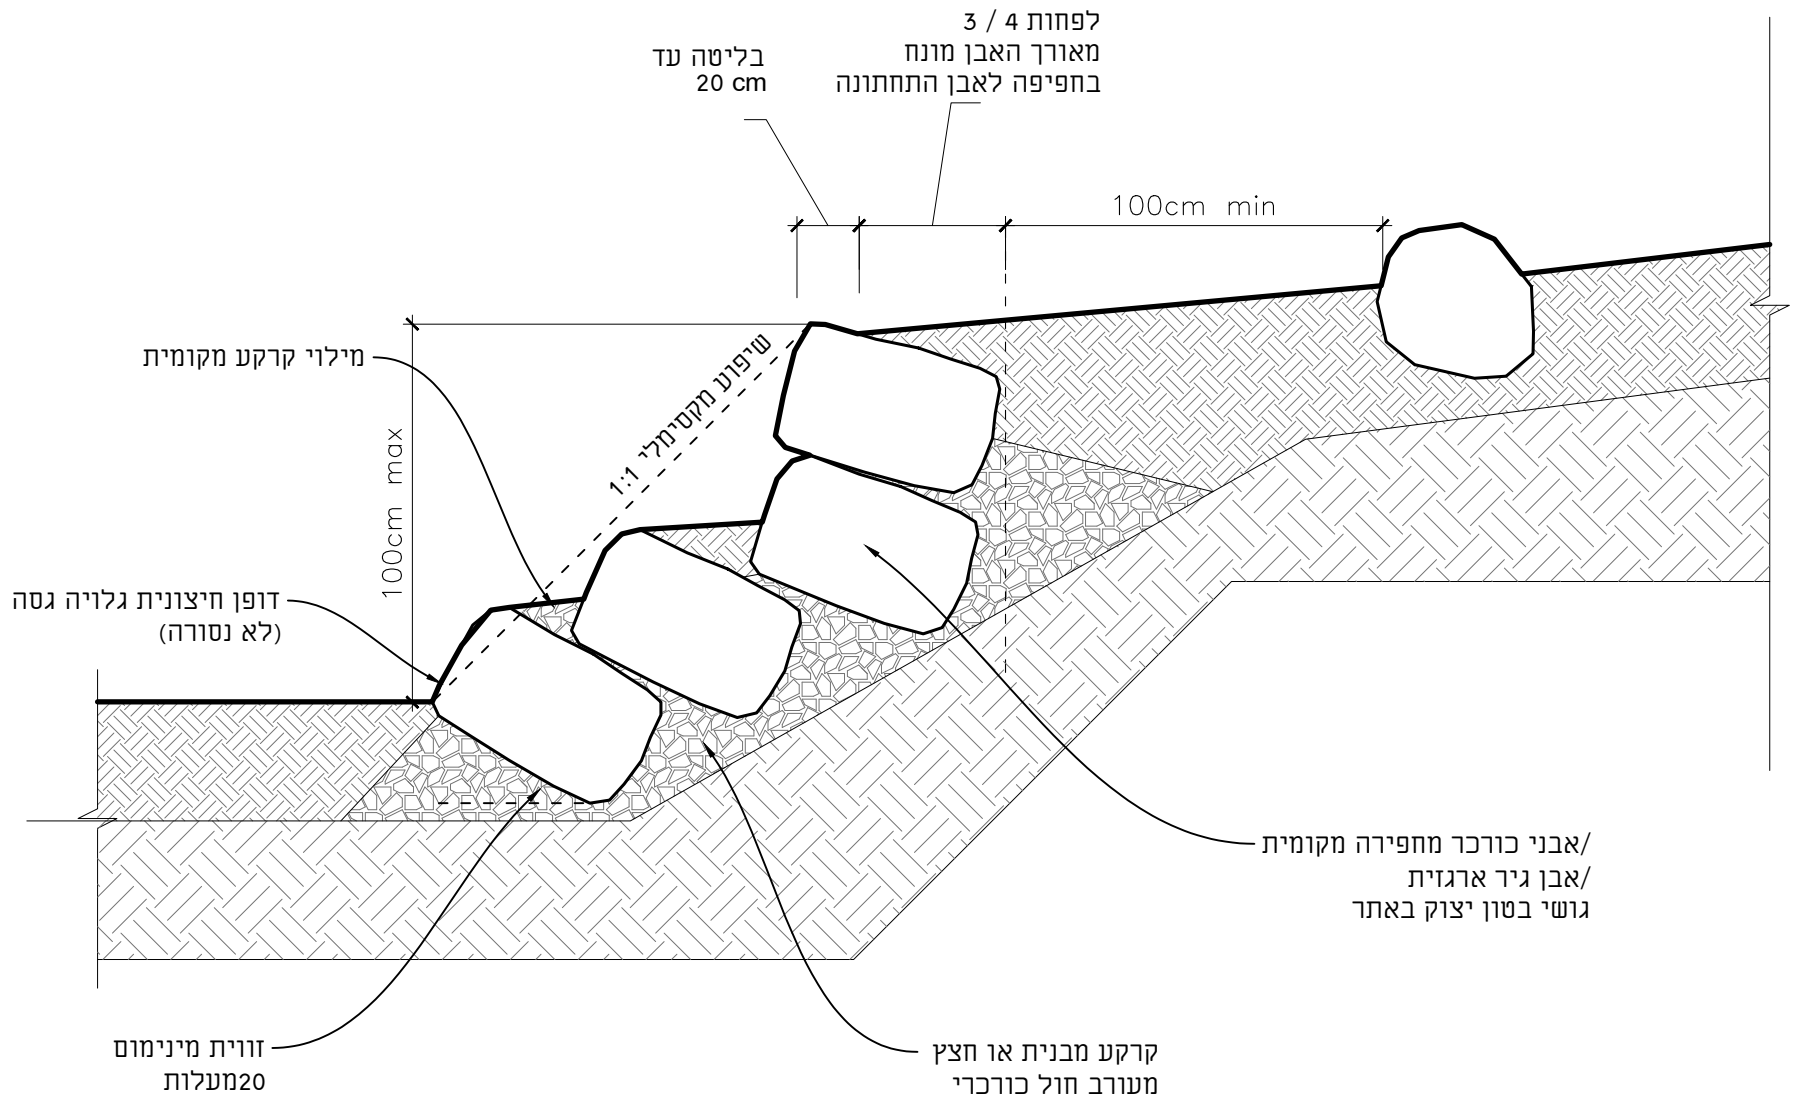 לפחות 3 / 4
מאורך האבן מונח
בחפיפה לאבן התחתונה
בליטה עד
20 cm
100cm min
מילוי קרקע מקומית
שיפוע מקסימלי 1:1
100cm max
דופן חיצונית גלויה גסה
(לא נסורה)
אבני כורכר מחפירה מקומית/
אבן גיר ארגזית/
גושי בטון יצוק באתר
זווית מינימום
20מעלות
קרקע מבנית או חצץ
מעורב חול כורכרי